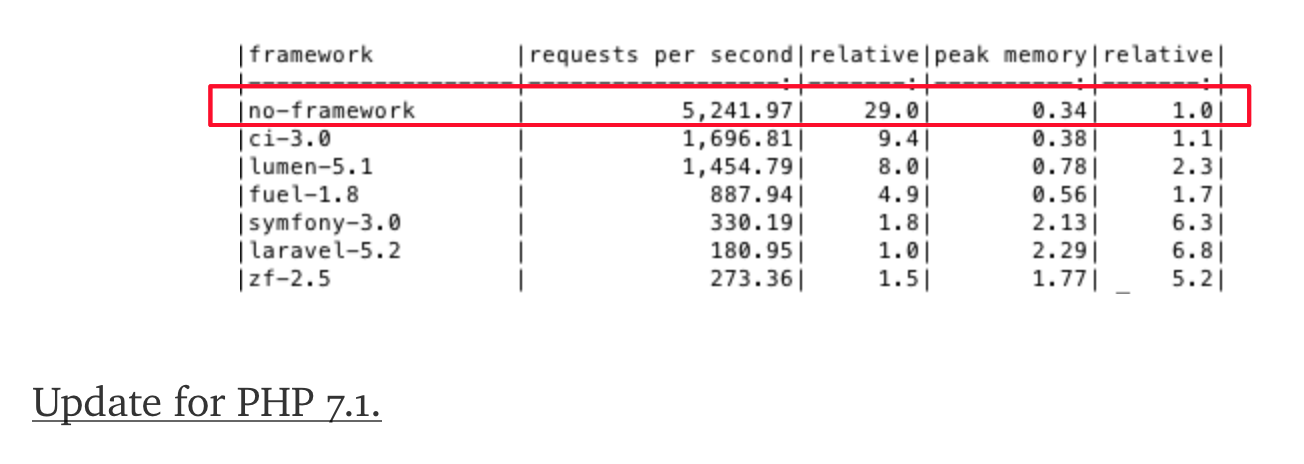 |framework |requests per second|relative|peak memory|relative|
|--------------------|-------------------:|-------:|-----------:|-------:|
|no-framework | 5,241.97| 29.0| 0.34| 1.0|
|ci-3.0 | 1,696.81| 9.4| 0.38| 1.1|
|lumen-5.1 | 1,454.79| 8.0| 0.78| 2.3|
|fuel-1.8 | 887.94| 4.9| 0.56| 1.7|
|symfony-3.0 | 330.19| 1.8| 2.13| 6.3|
|laravel-5.2 | 180.95| 1.0| 2.29| 6.8|
|zf-2.5 | 273.36| 1.5| 1.77| _ 5.2|
Update for PHP 7.1.